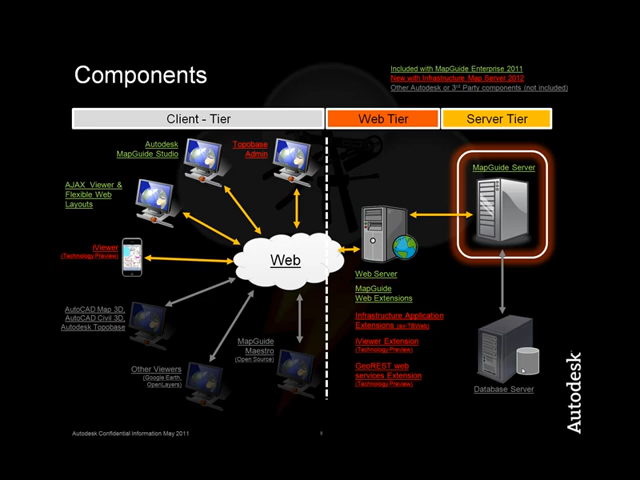 Components
Included with MapGuide Enterprise 2011
New with Infrastructure Map Server 2012
Other Autodesk or 3rd Party components (not included)
Client - Tier
Web Tier
Server Tier
Autodesk
MapGuide Studio
Topobase
Admin
MapGuide Server
AJAX Viewer &
Flexible Web
Layouts
iViewer
(Technology Preview)
Web
Web Server
MapGuide
Web Extensions
Infrastructure Application
iViewer Extension
(Technology Preview)
GeoREST web
services Extension
(Technology Preview)
AutoCAD Map 3D,
AutoCAD Civil 3D,
Autodesk Topobase
Other Viewers
(Google Earth,
OpenLayers)
MapGuide
Maestro
(Open Source)
Database Server
Autodesk
Autodesk Confidential Information May 2011